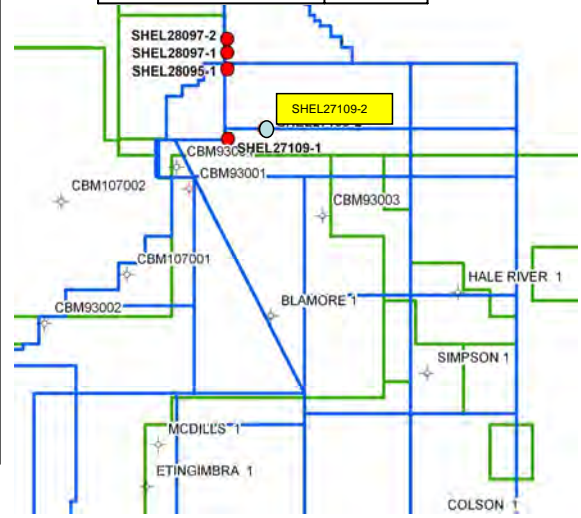 SHEL28097-2
SHEL28097-1
SHEL28095-1
SHEL27109-2
SHEL27109-1
CBM93001
CBM107002
CBM93003
CBM107001
HALE RIVER 1
CBM93002
BLAMORE 1
SIMPSON 1
MCDILLS 1
ETINGIMBRA 1
COLSON 1